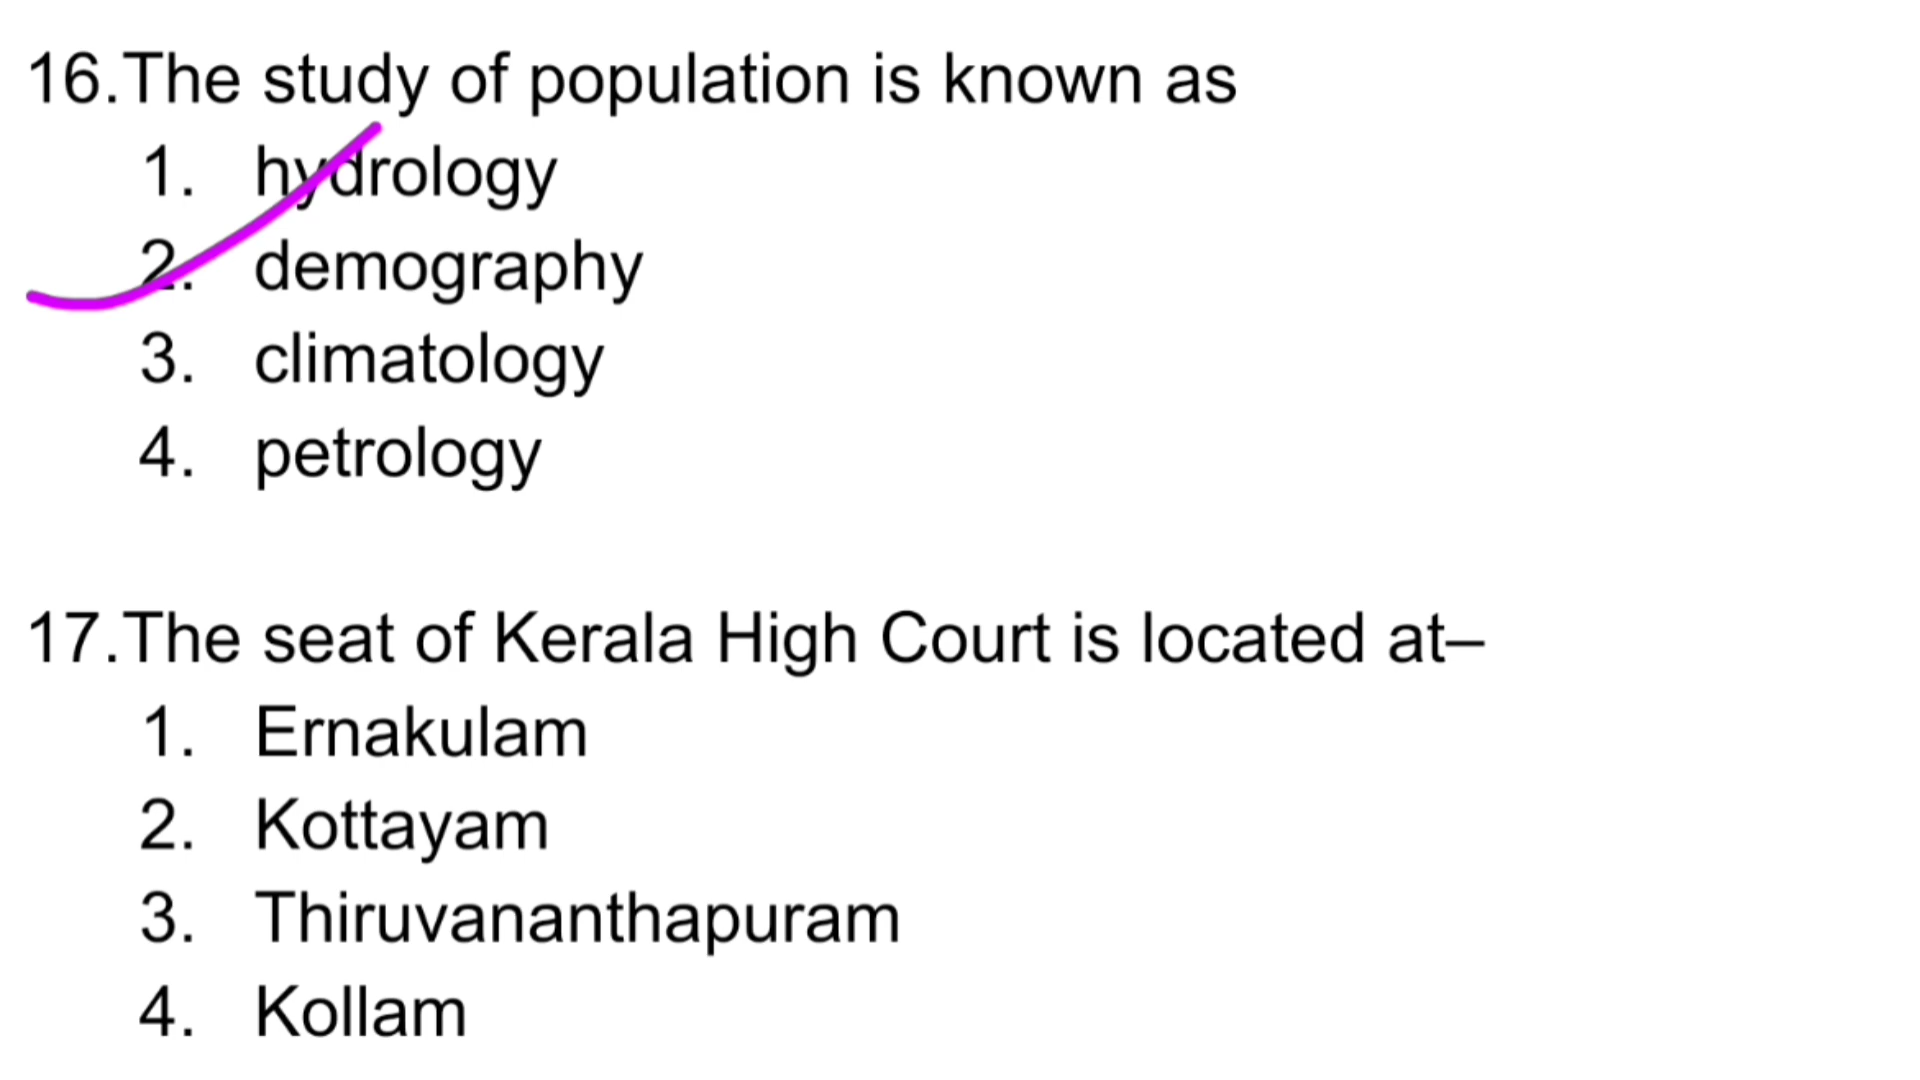 16.The study of population is known as
1. hydrology
2. demography
3. climatology
4. petrology
17.The seat of Kerala High Court is located at–
1. Ernakulam
2. Kottayam
3. Thiruvananthapuram
4. Kollam